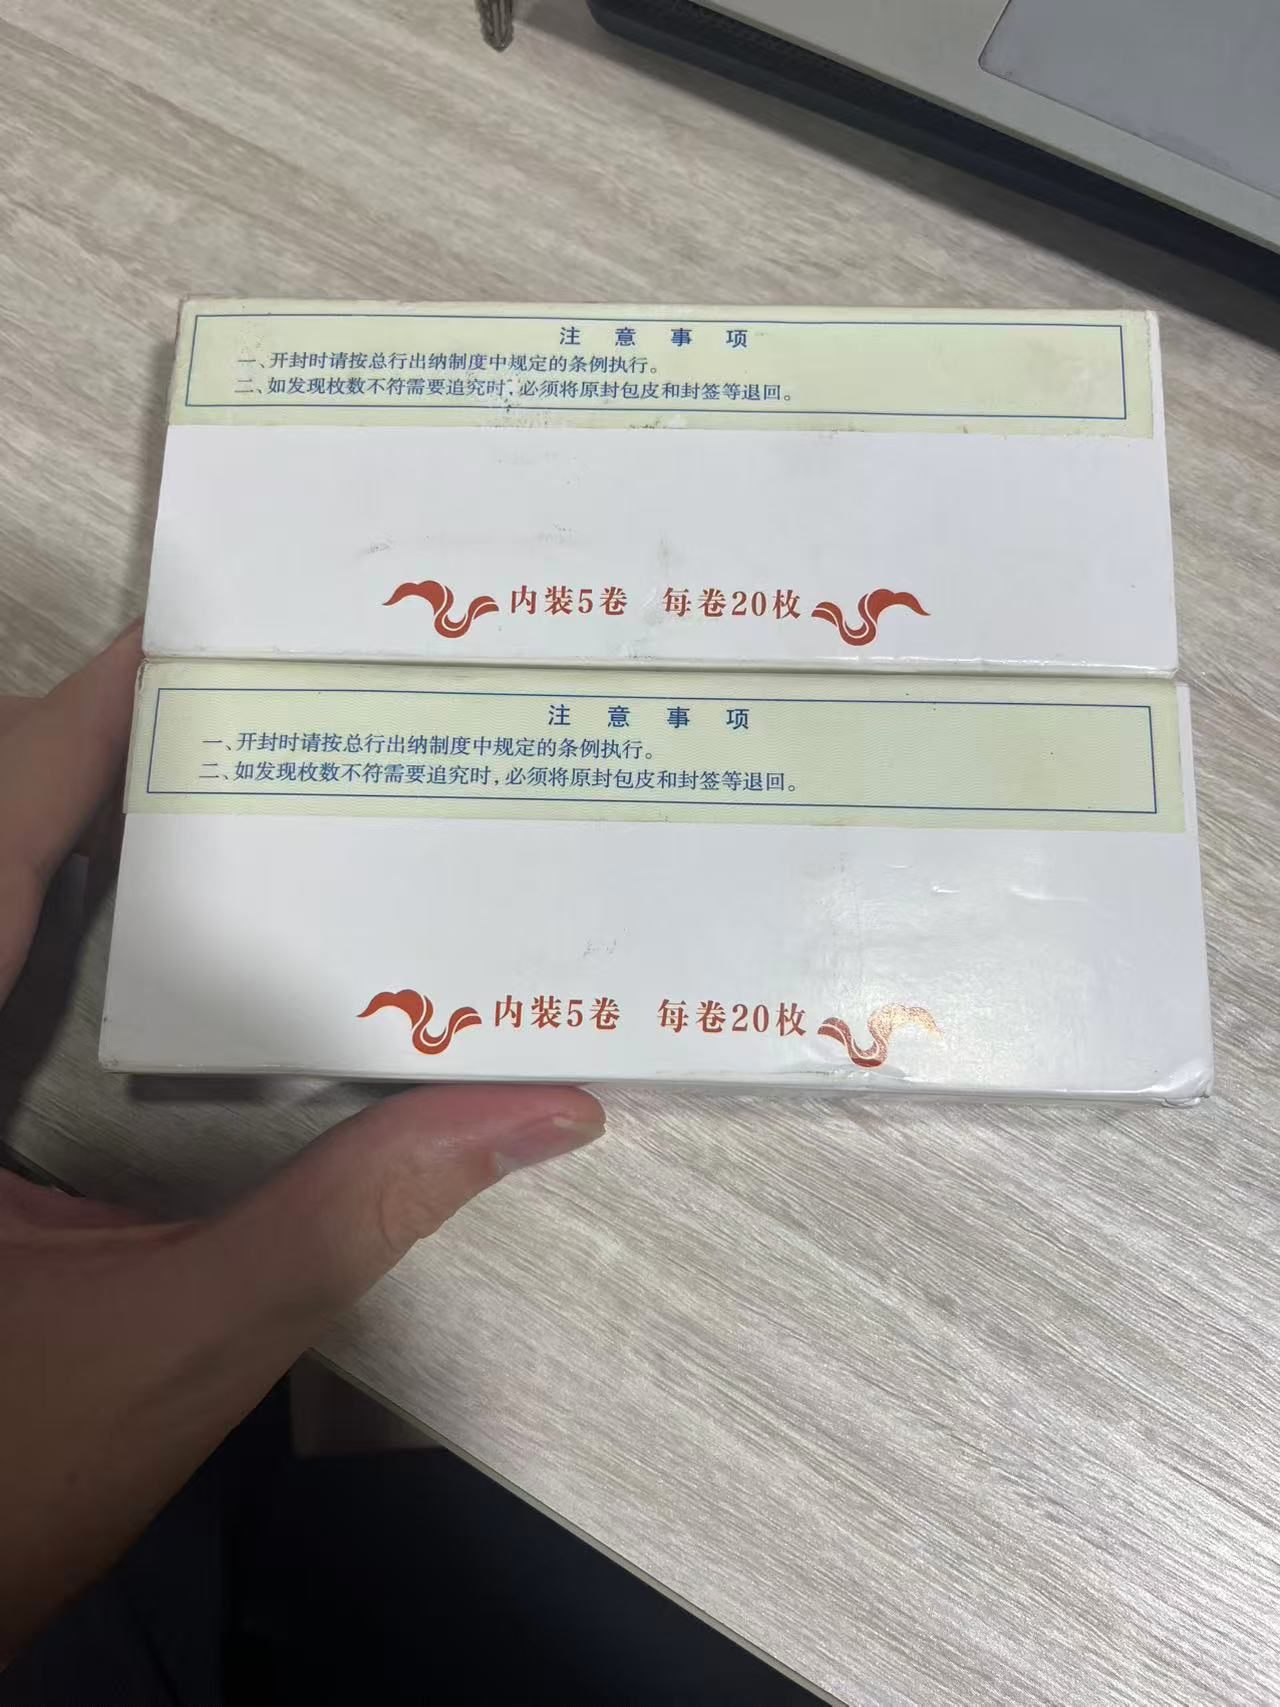 注意事项
一、开封时请按总行出纳制度中规定的条例执行。
二、如发现枚数不符需要追究时，必须将原封包皮和封签等退回。
内装5卷 每卷20枚
注意事项
一、开封时请按总行出纳制度中规定的条例执行。
二、如发现枚数不符需要追究时，必须将原封包皮和封签等退回。
内装5卷 每卷20枚